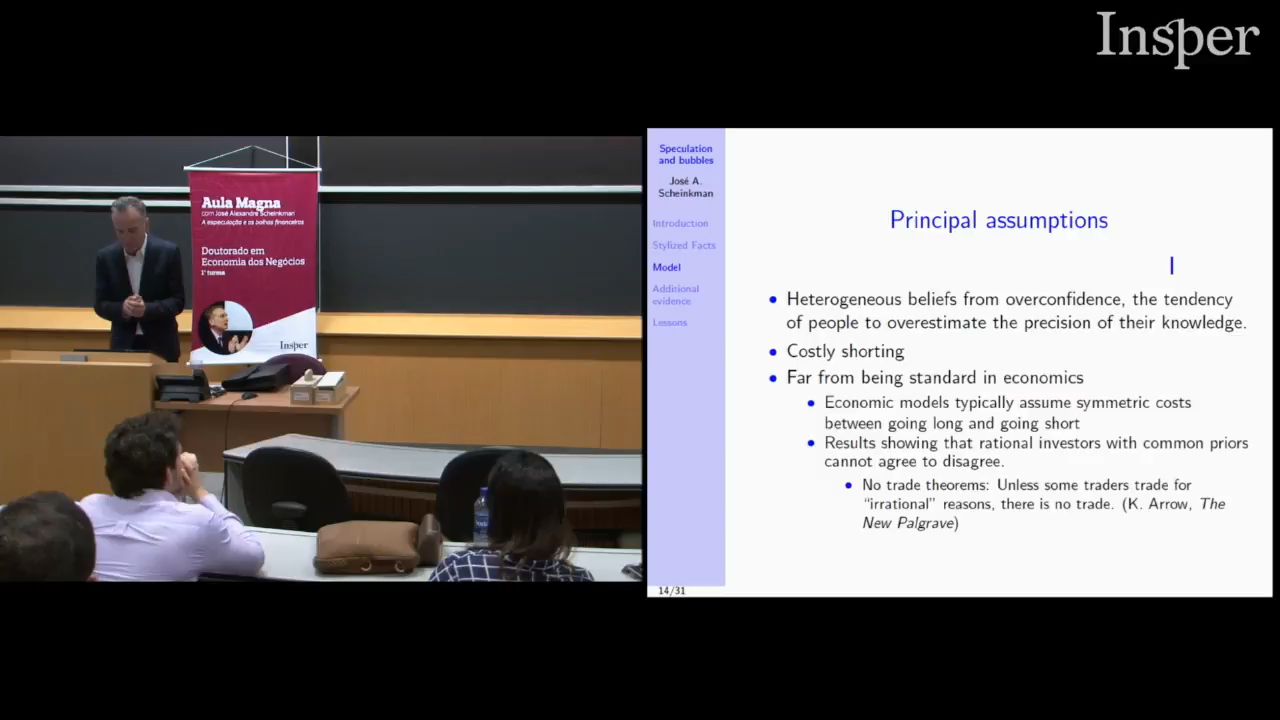 Insper
Aula Magna
com José Alexandre Scheinkman
A especulação e as bolhas financeiras
Doutorado em
Economia dos Negócios
1ª turma
Insper
Speculation
and bubbles
José A.
Scheinkman
Introduction
Stylized Facts
Model
Additional
evidence
Lessons
14/31
Principal assumptions
• Heterogeneous beliefs from overconfidence, the tendency
of people to overestimate the precision of their knowledge.
• Costly shorting
• Far from being standard in economics
• Economic models typically assume symmetric costs
between going long and going short
• Results showing that rational investors with common priors
cannot agree to disagree.
• No trade theorems: Unless some traders trade for
“irrational” reasons, there is no trade. (K. Arrow, The
New Palgrave)